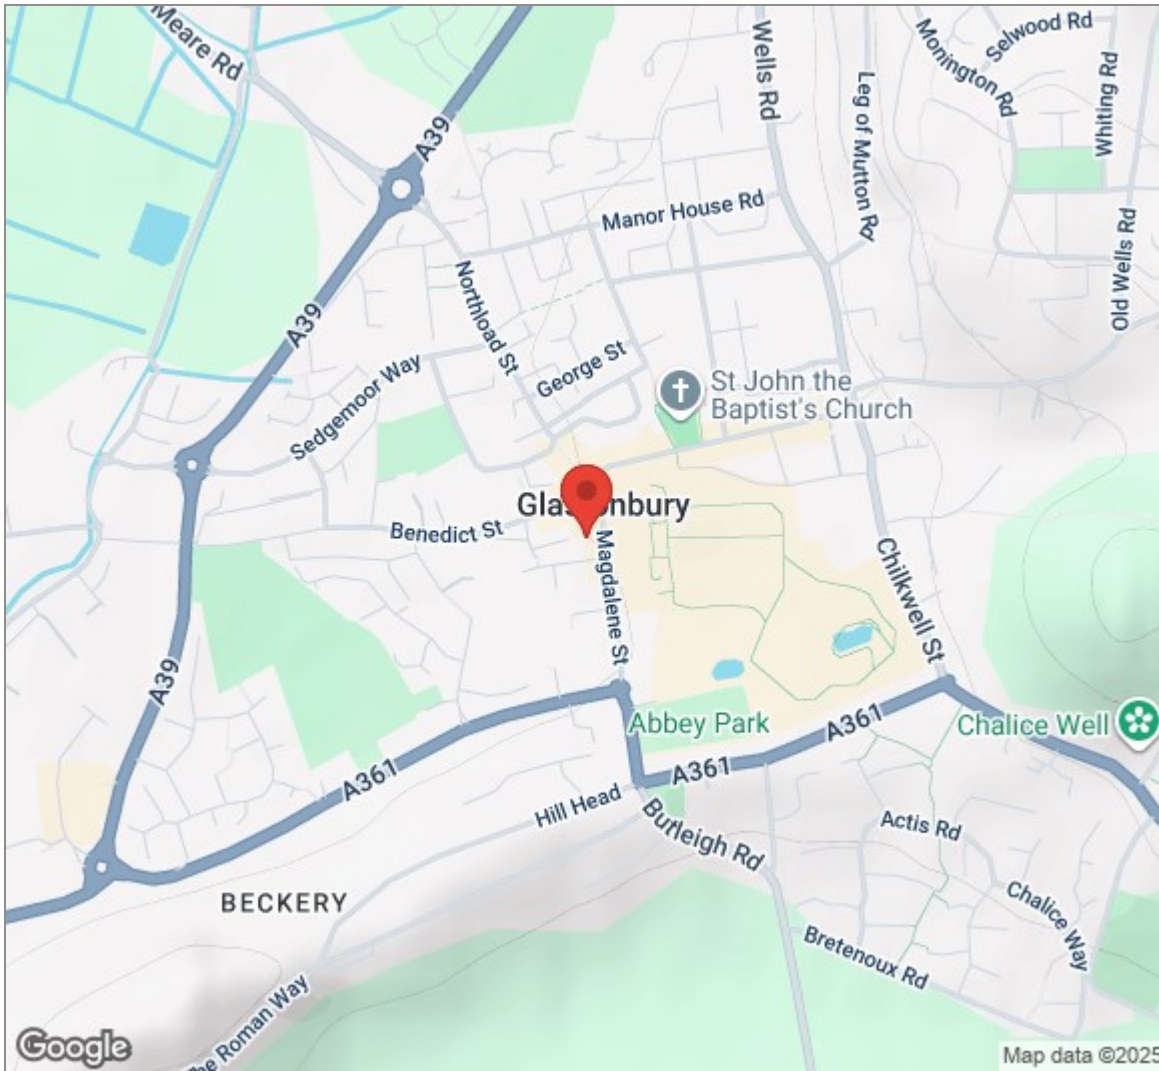 Meare Rd
A39
Wells Rd
Monington Rd
Selwood Rd
Whiting Rd
Leg of Mutton Rd
Manor House Rd
Old Wells Rd
Northload St
A39
George St
Sedgemoor Way
St John the
Baptist's Church
Glastonbury
Benedict St
Magdalene St
Chilkwell St
A39
Abbey Park
A361
Chalice Well
A361
A361
Hill Head
Butleigh Rd
Actis Rd
BECKERY
Chalice Way
Bretenoux Rd
The Roman Way
Google
Map data ©2025